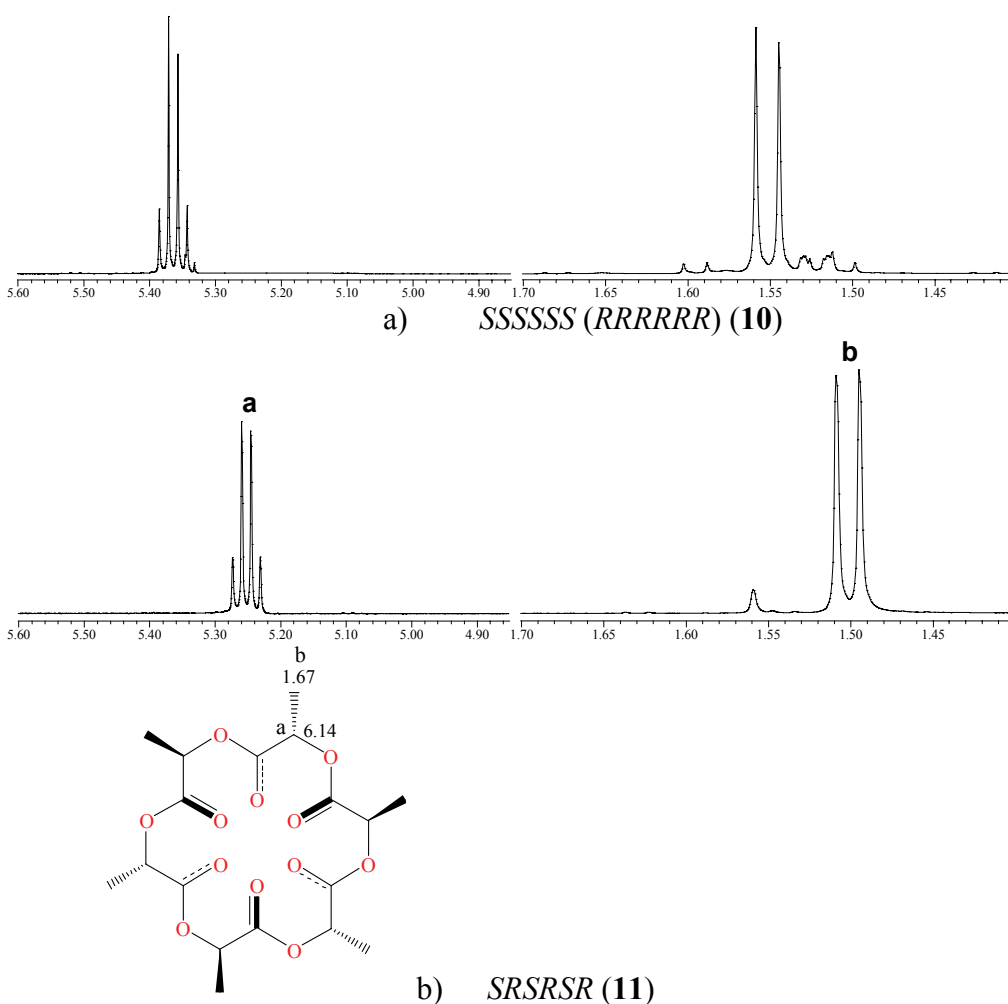 5.60 5.50 5.40 5.30 5.20 5.10 5.00 4.90 1.70 1.65 1.60 1.55 1.50 1.45
a) SSSSSS (RRRRRR) (10)
a b
5.60 5.50 5.40 5.30 5.20 5.10 5.00 4.90 1.70 1.65 1.60 1.55 1.50 1.45
b
1.67
a 6.14
O O
O O O
O O
O O
O
O O
b) SRSRSR (11)